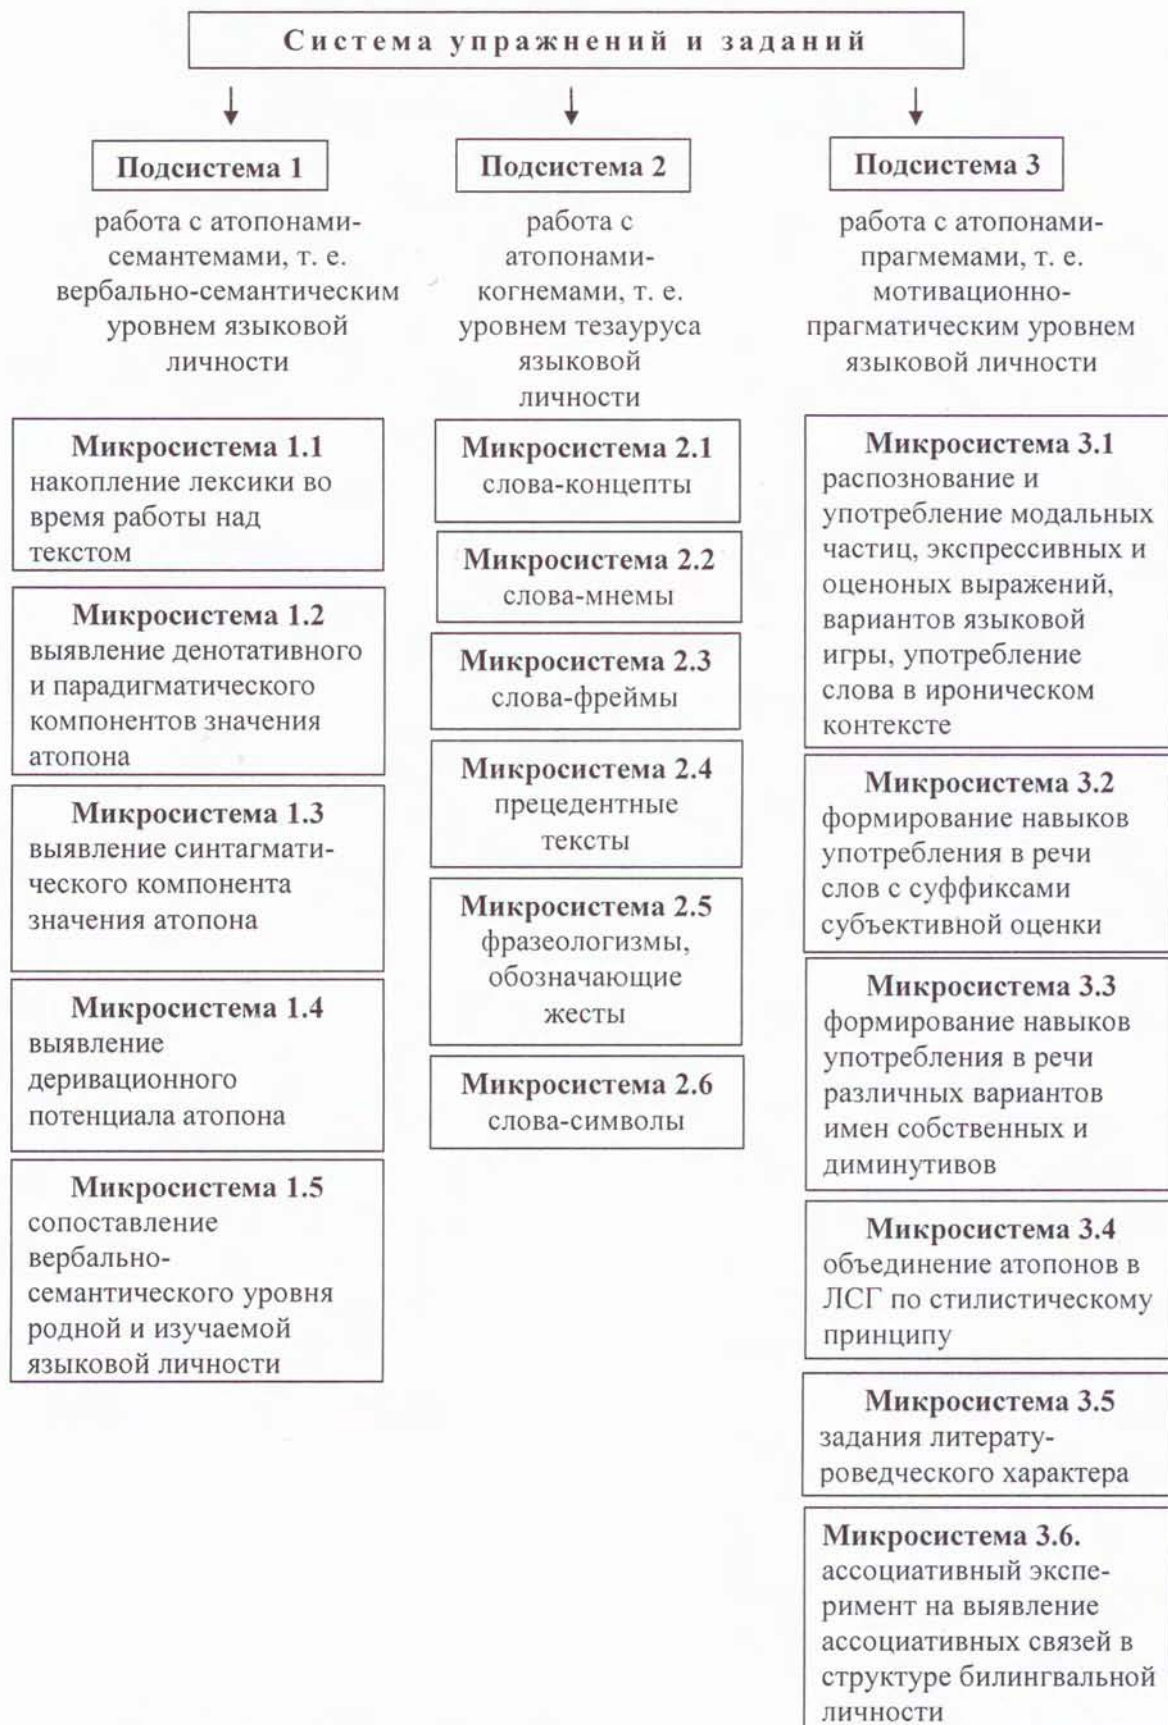 Система упражнений и заданий
Подсистема 1
работа с атопонами-
семантемами, т. е.
вербально-семантическим
уровнем языковой
личности
Микросистема 1.1
накопление лексики во
время работы над
текстом
Микросистема 1.2
выявление денотативного
и парадигматического
компонентов значения
атопона
Микросистема 1.3
выявление синтагмати-
ческого компонента
значения атопона
Микросистема 1.4
выявление
деривационного
потенциала атопона
Микросистема 1.5
сопоставление
вербально-
семантического уровня
родной и изучаемой
языковой личности
Подсистема 2
работа с
атопонами-
когнемами, т. е.
уровнем тезауруса
языковой
личности
Микросистема 2.1
слова-концепты
Микросистема 2.2
слова-мнемы
Микросистема 2.3
слова-фреймы
Микросистема 2.4
прецедентные
тексты
Микросистема 2.5
фразеологизмы,
обозначающие
жесты
Микросистема 2.6
слова-символы
Подсистема 3
работа с атопонами-
прагмемами, т. е.
мотивационно-
прагматическим уровнем
языковой личности
Микросистема 3.1
распознование и
употребление модальных
частиц, экспрессивных и
оценоных выражений,
вариантов языковой
игры, употребление
слова в ироническом
контексте
Микросистема 3.2
формирование навыков
употребления в речи
слов с суффиксами
субъективной оценки
Микросистема 3.3
формирование навыков
употребления в речи
различных вариантов
имен собственных и
диминутивов
Микросистема 3.4
объединение атопонов в
ЛСГ по стилистическому
принципу
Микросистема 3.5
задания литерату-
роведческого характера
Микросистема 3.6.
ассоциативный экспе-
римент на выявление
ассоциативных связей в
структуре билингвальной
личности